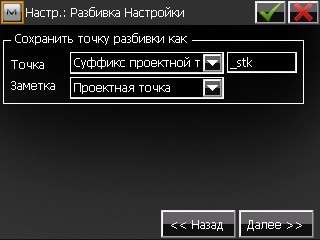 Настр.: Разбивка Настройки
Сохранить точку разбивки как
Точка Суффикс проектной т _stk
Заметка Проектная точка
<< Назад Далее >>